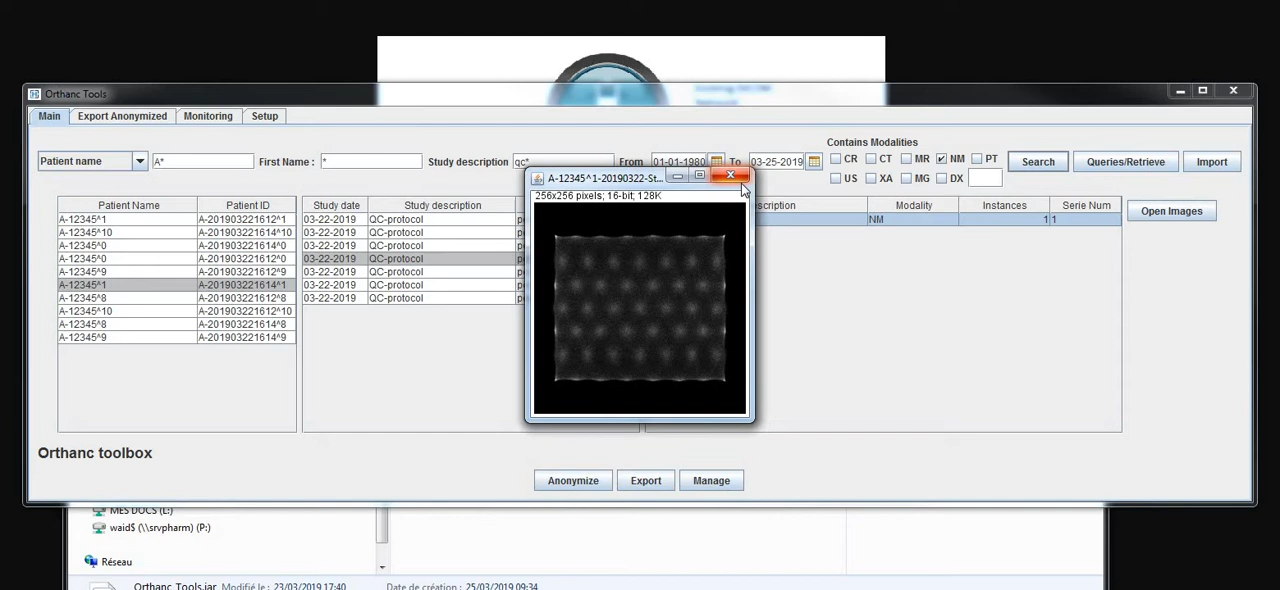 Orthanc Tools
Main Export Anonymized Monitoring Setup
Contains Modalities
Patient name A* First Name : * Study description qc* From 01-01-1980 To 03-25-2019 CR CT MR NM PT Search Queries/Retrieve Import
US XA MG DX
A-12345^1-20190322-St...
256x256 pixels; 16-bit; 128K
Patient Name Patient ID Study date Study description Modality Instances Serie Num
Open Images
A-12345^1 A-201903221612^1 03-22-2019 QC-protocol NM 1 1
A-12345^10 A-201903221614^10 03-22-2019 QC-protocol
A-12345^0 A-201903221614^0 03-22-2019 QC-protocol
A-12345^0 A-201903221612^0 03-22-2019 QC-protocol
A-12345^9 A-201903221612^9 03-22-2019 QC-protocol
A-12345^1 A-201903221614^1 03-22-2019 QC-protocol
A-12345^8 A-201903221612^8 03-22-2019 QC-protocol
A-12345^10 A-201903221612^10
A-12345^8 A-201903221614^8
A-12345^9 A-201903221614^9
Orthanc toolbox
Anonymize Export Manage
MES DOCS (L:)
waid$ (\\srvpharm) (P:)
Réseau
Orthanc_Tools.jar Modifié le : 23/03/2019 17:40 Date de création : 25/03/2019 09:34